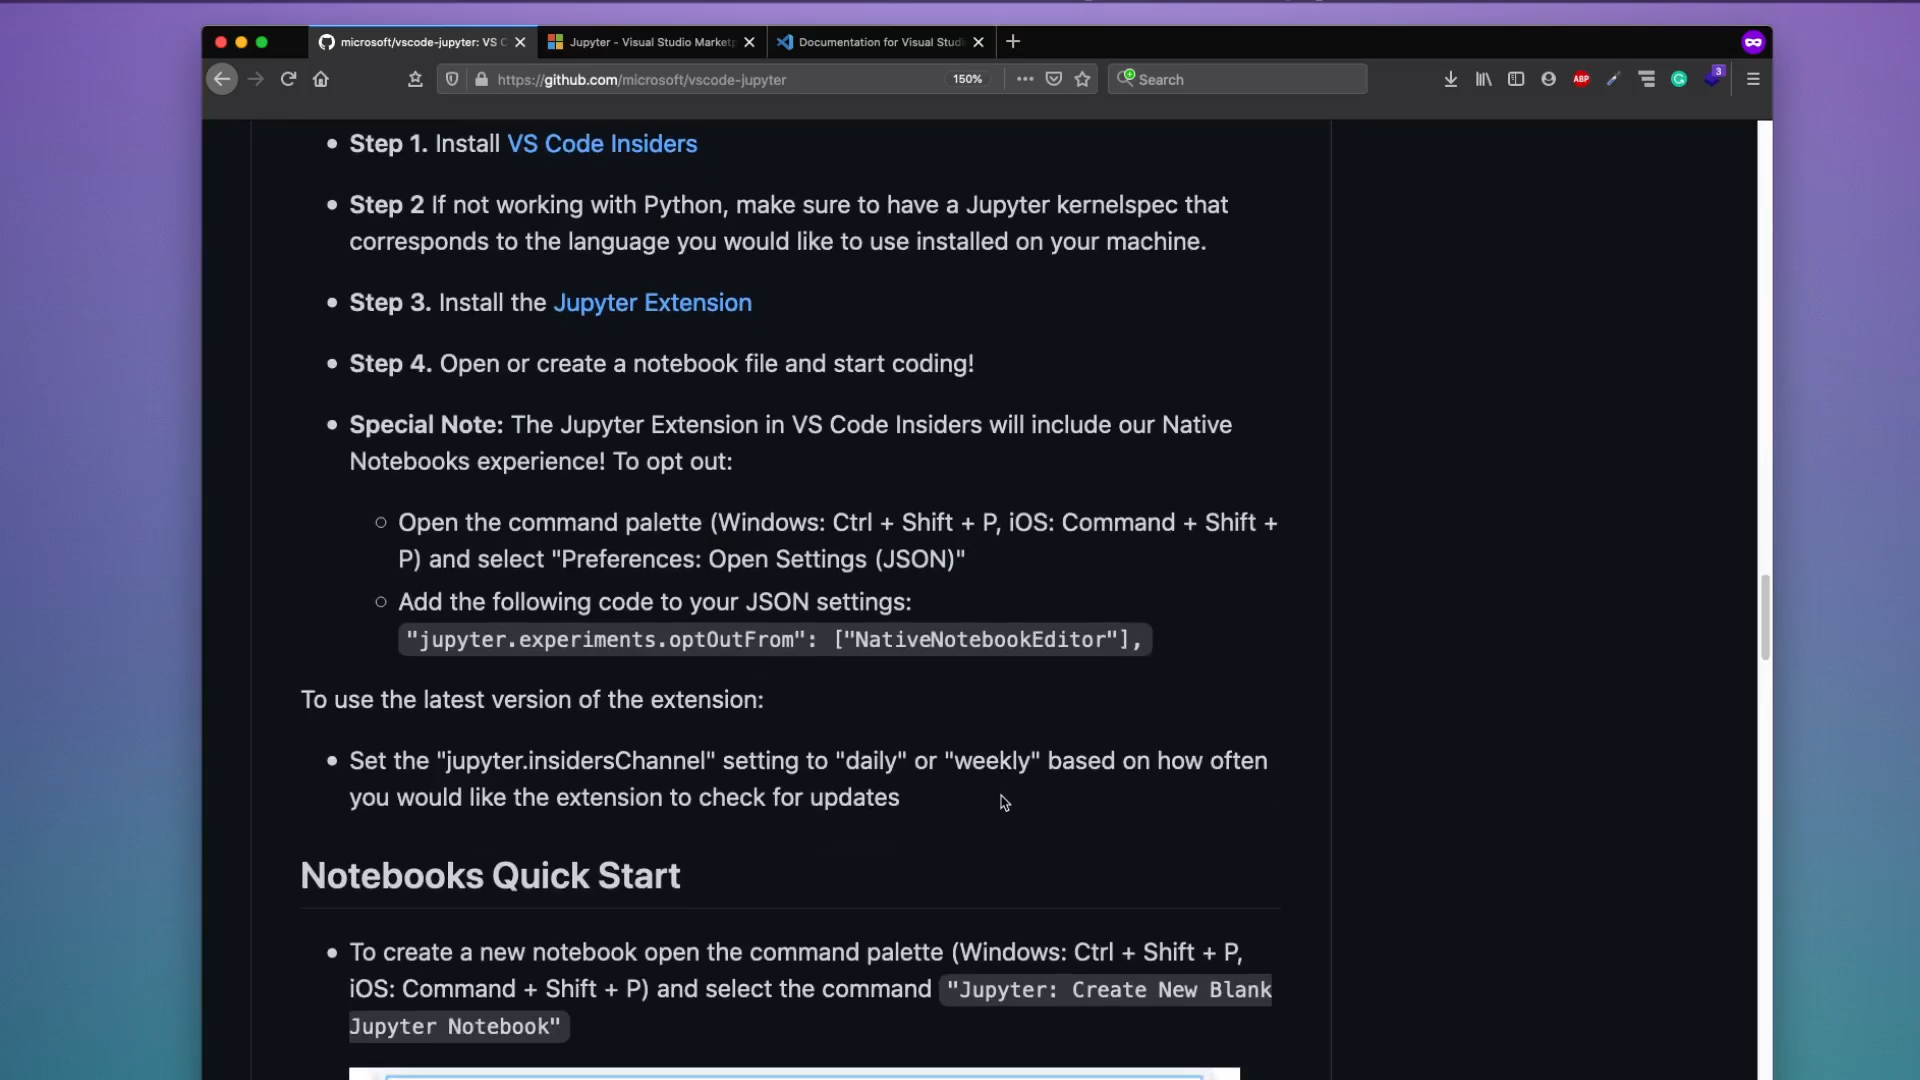 microsoft/vscode-jupyter: VS C
Jupyter - Visual Studio Marketp
Documentation for Visual Studi
https://github.com/microsoft/vscode-jupyter
150%
Search
ABP
3
Step 1. Install VS Code Insiders
Step 2 If not working with Python, make sure to have a Jupyter kernelspec that
corresponds to the language you would like to use installed on your machine.
Step 3. Install the Jupyter Extension
Step 4. Open or create a notebook file and start coding!
Special Note: The Jupyter Extension in VS Code Insiders will include our Native
Notebooks experience! To opt out:
Open the command palette (Windows: Ctrl + Shift + P, iOS: Command + Shift +
P) and select "Preferences: Open Settings (JSON)"
Add the following code to your JSON settings:
"jupyter.experiments.optOutFrom": ["NativeNotebookEditor"],
To use the latest version of the extension:
Set the "jupyter.insidersChannel" setting to "daily" or "weekly" based on how often
you would like the extension to check for updates
Notebooks Quick Start
To create a new notebook open the command palette (Windows: Ctrl + Shift + P,
iOS: Command + Shift + P) and select the command "Jupyter: Create New Blank
Jupyter Notebook"